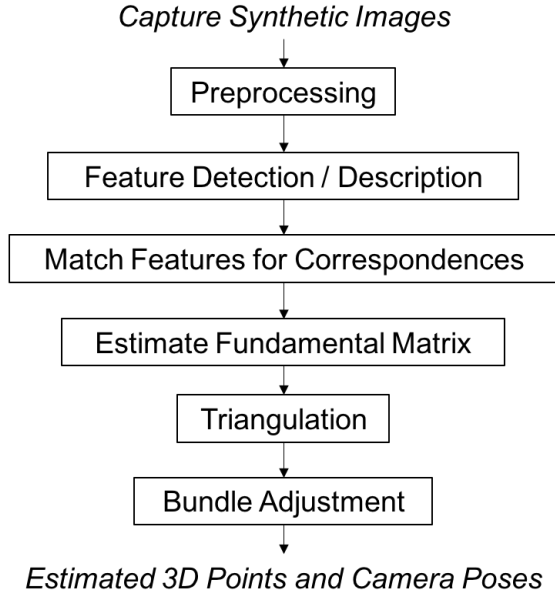 Capture Synthetic Images
Preprocessing
Feature Detection / Description
Match Features for Correspondences
Estimate Fundamental Matrix
Triangulation
Bundle Adjustment
Estimated 3D Points and Camera Poses